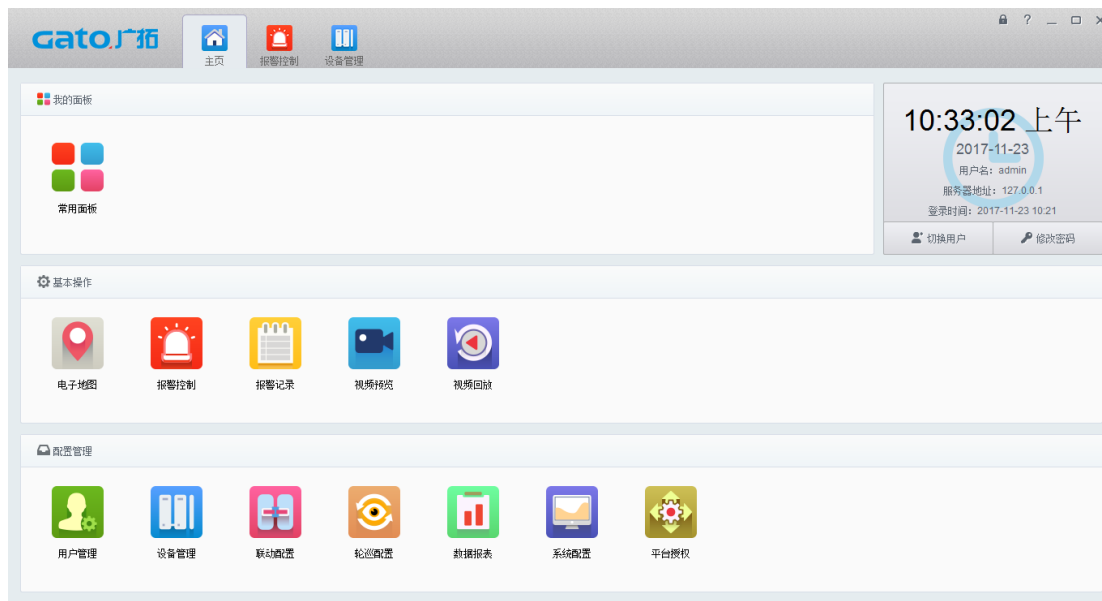 Gato.广拓
主页
报警控制
设备管理
我的面板
常用面板
10:33:02 上午
2017-11-23
用户名: admin
服务器地址: 127.0.0.1
登录时间: 2017-11-23 10:21
切换用户
修改密码
基本操作
电子地图
报警控制
报警记录
视频预览
视频回放
配置管理
用户管理
设备管理
联动配置
轮巡配置
数据报表
系统配置
平台授权